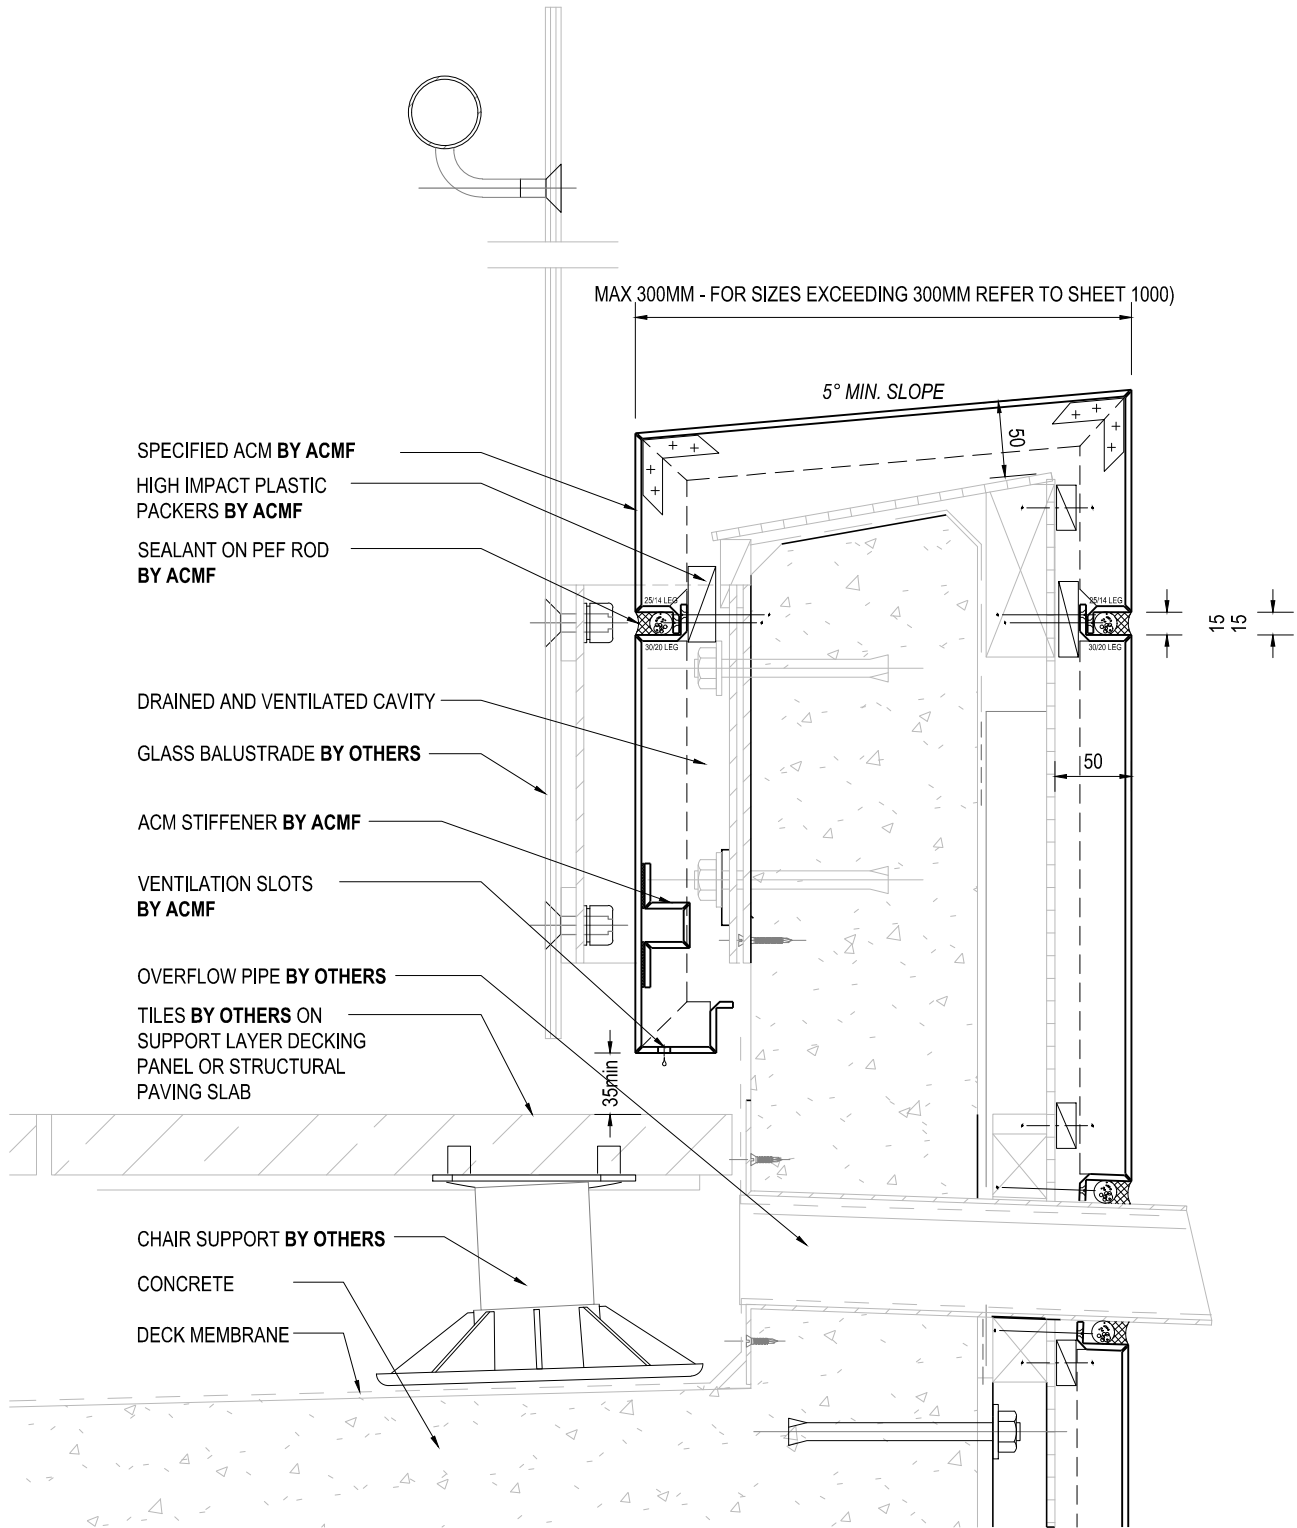 MAX 300MM - FOR SIZES EXCEEDING 300MM REFER TO SHEET 1000)
5° MIN. SLOPE
50
SPECIFIED ACM BY ACMF
HIGH IMPACT PLASTIC
PACKERS BY ACMF
SEALANT ON PEF ROD
BY ACMF
25/14 LEG
25/14 LEG
15
15
30/20 LEG
30/20 LEG
DRAINED AND VENTILATED CAVITY
GLASS BALUSTRADE BY OTHERS
50
ACM STIFFENER BY ACMF
VENTILATION SLOTS
BY ACMF
OVERFLOW PIPE BY OTHERS
TILES BY OTHERS ON
SUPPORT LAYER DECKING
PANEL OR STRUCTURAL
PAVING SLAB
35min
CHAIR SUPPORT BY OTHERS
CONCRETE
DECK MEMBRANE